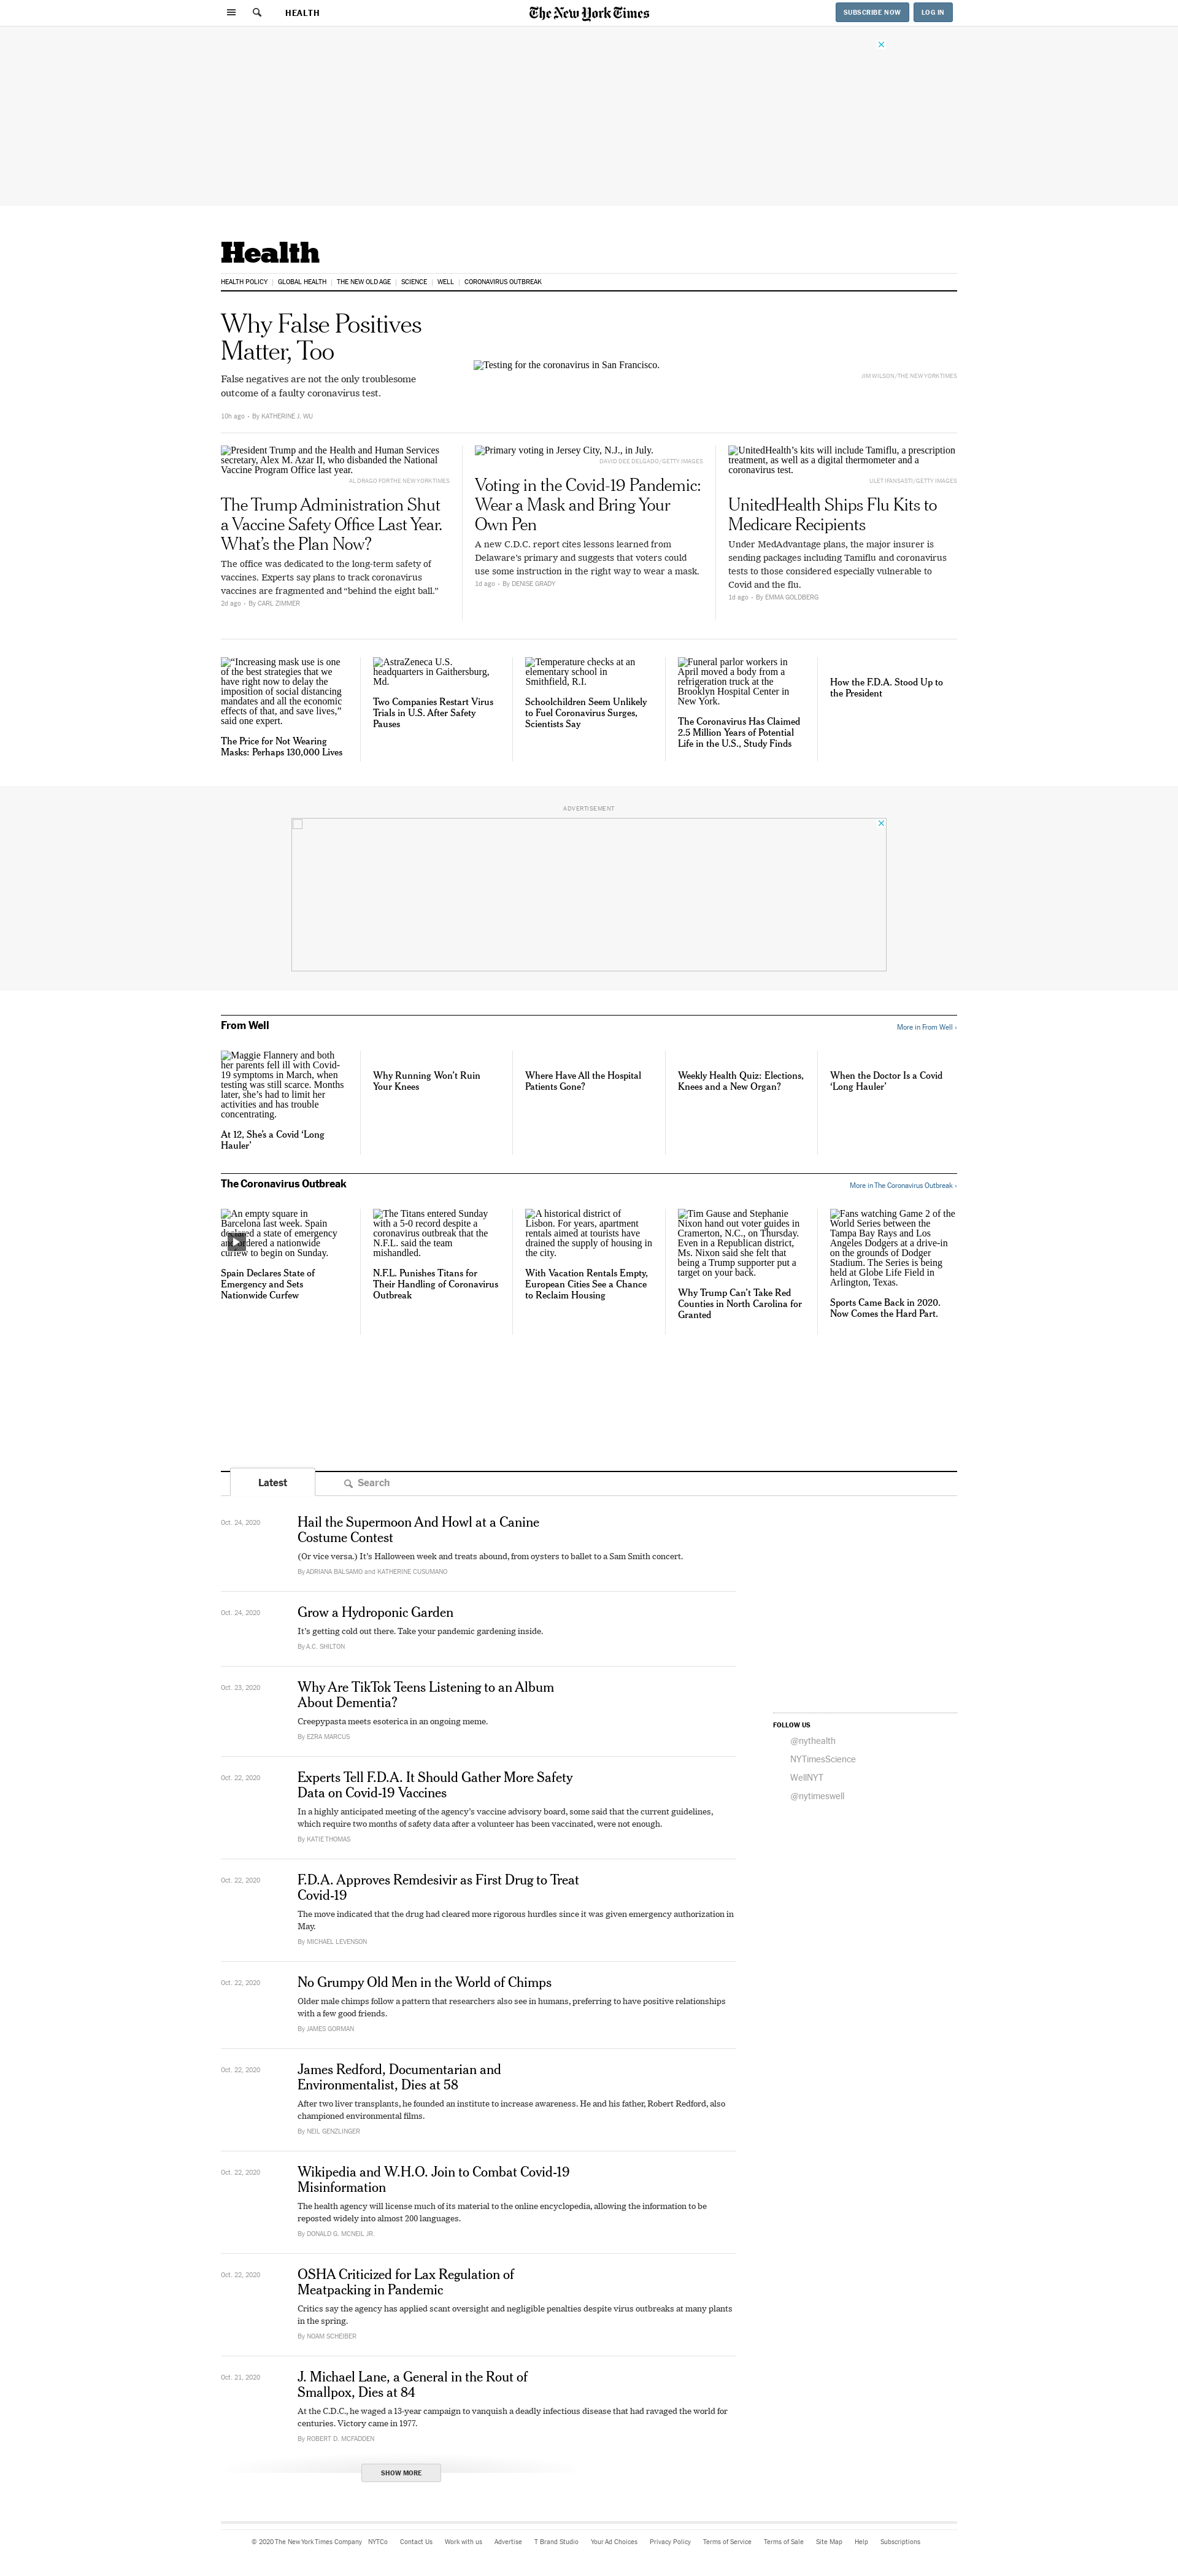 HEALTH
The New York Times
SUBSCRIBE NOW
LOG IN
Health
HEALTH POLICY
GLOBAL HEALTH
THE NEW OLD AGE
SCIENCE
WELL
CORONAVIRUS OUTBREAK
Why False Positives
Matter, Too
False negatives are not the only troublesome
outcome of a faulty coronavirus test.
10h ago • By KATHERINE J. WU
Testing for the coronavirus in San Francisco.
JIM WILSON/THE NEW YORK TIMES
President Trump and the Health and Human Services
secretary, Alex M. Azar II, who disbanded the National
Vaccine Program Office last year.
AL DRAGO FOR THE NEW YORK TIMES
The Trump Administration Shut
a Vaccine Safety Office Last Year.
What’s the Plan Now?
The office was dedicated to the long-term safety of
vaccines. Experts say plans to track coronavirus
vaccines are fragmented and “behind the eight ball.”
2d ago • By CARL ZIMMER
Primary voting in Jersey City, N.J., in July.
DAVID DEE DELGADO/GETTY IMAGES
Voting in the Covid-19 Pandemic:
Wear a Mask and Bring Your
Own Pen
A new C.D.C. report cites lessons learned from
Delaware’s primary and suggests that voters could
use some instruction in the right way to wear a mask.
1d ago • By DENISE GRADY
UnitedHealth’s kits will include Tamiflu, a prescription
treatment, as well as a digital thermometer and a
coronavirus test.
ULET IFANSASTI/GETTY IMAGES
UnitedHealth Ships Flu Kits to
Medicare Recipients
Under MedAdvantage plans, the major insurer is
sending packages including Tamiflu and coronavirus
tests to those considered especially vulnerable to
Covid and the flu.
1d ago • By EMMA GOLDBERG
“Increasing mask use is one
of the best strategies that we
have right now to delay the
imposition of social distancing
mandates and all the economic
effects of that, and save lives,”
said one expert.
The Price for Not Wearing
Masks: Perhaps 130,000 Lives
AstraZeneca U.S.
headquarters in Gaithersburg,
Md.
Two Companies Restart Virus
Trials in U.S. After Safety
Pauses
Temperature checks at an
elementary school in
Smithfield, R.I.
Schoolchildren Seem Unlikely
to Fuel Coronavirus Surges,
Scientists Say
Funeral parlor workers in
April moved a body from a
refrigeration truck at the
Brooklyn Hospital Center in
New York.
The Coronavirus Has Claimed
2.5 Million Years of Potential
Life in the U.S., Study Finds
How the F.D.A. Stood Up to
the President
ADVERTISEMENT
From Well
More in From Well ›
Maggie Flannery and both
her parents fell ill with Covid-
19 symptoms in March, when
testing was still scarce. Months
later, she’s had to limit her
activities and has trouble
concentrating.
At 12, She’s a Covid ‘Long
Hauler’
Why Running Won’t Ruin
Your Knees
Where Have All the Hospital
Patients Gone?
Weekly Health Quiz: Elections,
Knees and a New Organ?
When the Doctor Is a Covid
‘Long Hauler’
The Coronavirus Outbreak
More in The Coronavirus Outbreak ›
An empty square in
Barcelona last week. Spain
declared a state of emergency
and ordered a nationwide
curfew to begin on Sunday.
Spain Declares State of
Emergency and Sets
Nationwide Curfew
The Titans entered Sunday
with a 5-0 record despite a
coronavirus outbreak that the
N.F.L. said the team
mishandled.
N.F.L. Punishes Titans for
Their Handling of Coronavirus
Outbreak
A historical district of
Lisbon. For years, apartment
rentals aimed at tourists have
drained the supply of housing in
the city.
With Vacation Rentals Empty,
European Cities See a Chance
to Reclaim Housing
Tim Gause and Stephanie
Nixon hand out voter guides in
Cramerton, N.C., on Thursday.
Even in a Republican district,
Ms. Nixon said she felt that
being a Trump supporter put a
target on your back.
Why Trump Can’t Take Red
Counties in North Carolina for
Granted
Fans watching Game 2 of the
World Series between the
Tampa Bay Rays and Los
Angeles Dodgers at a drive-in
on the grounds of Dodger
Stadium. The Series is being
held at Globe Life Field in
Arlington, Texas.
Sports Came Back in 2020.
Now Comes the Hard Part.
Latest
Search
Oct. 24, 2020
Hail the Supermoon And Howl at a Canine
Costume Contest
(Or vice versa.) It’s Halloween week and treats abound, from oysters to ballet to a Sam Smith concert.
By ADRIANA BALSAMO and KATHERINE CUSUMANO
Oct. 24, 2020
Grow a Hydroponic Garden
It’s getting cold out there. Take your pandemic gardening inside.
By A.C. SHILTON
Oct. 23, 2020
Why Are TikTok Teens Listening to an Album
About Dementia?
Creepypasta meets esoterica in an ongoing meme.
By EZRA MARCUS
FOLLOW US
@nythealth
NYTimesScience
WellNYT
@nytimeswell
Oct. 22, 2020
Experts Tell F.D.A. It Should Gather More Safety
Data on Covid-19 Vaccines
In a highly anticipated meeting of the agency’s vaccine advisory board, some said that the current guidelines,
which require two months of safety data after a volunteer has been vaccinated, were not enough.
By KATIE THOMAS
Oct. 22, 2020
F.D.A. Approves Remdesivir as First Drug to Treat
Covid-19
The move indicated that the drug had cleared more rigorous hurdles since it was given emergency authorization in
May.
By MICHAEL LEVENSON
Oct. 22, 2020
No Grumpy Old Men in the World of Chimps
Older male chimps follow a pattern that researchers also see in humans, preferring to have positive relationships
with a few good friends.
By JAMES GORMAN
Oct. 22, 2020
James Redford, Documentarian and
Environmentalist, Dies at 58
After two liver transplants, he founded an institute to increase awareness. He and his father, Robert Redford, also
championed environmental films.
By NEIL GENZLINGER
Oct. 22, 2020
Wikipedia and W.H.O. Join to Combat Covid-19
Misinformation
The health agency will license much of its material to the online encyclopedia, allowing the information to be
reposted widely into almost 200 languages.
By DONALD G. MCNEIL JR.
Oct. 22, 2020
OSHA Criticized for Lax Regulation of
Meatpacking in Pandemic
Critics say the agency has applied scant oversight and negligible penalties despite virus outbreaks at many plants
in the spring.
By NOAM SCHEIBER
Oct. 21, 2020
J. Michael Lane, a General in the Rout of
Smallpox, Dies at 84
At the C.D.C., he waged a 13-year campaign to vanquish a deadly infectious disease that had ravaged the world for
centuries. Victory came in 1977.
By ROBERT D. MCFADDEN
SHOW MORE
© 2020 The New York Times Company
NYTCo
Contact Us
Work with us
Advertise
T Brand Studio
Your Ad Choices
Privacy Policy
Terms of Service
Terms of Sale
Site Map
Help
Subscriptions